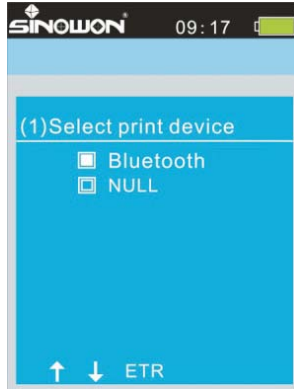 SINOWON 09:17
(1)Select print device
Bluetooth
NULL
↑ ↓ ETR